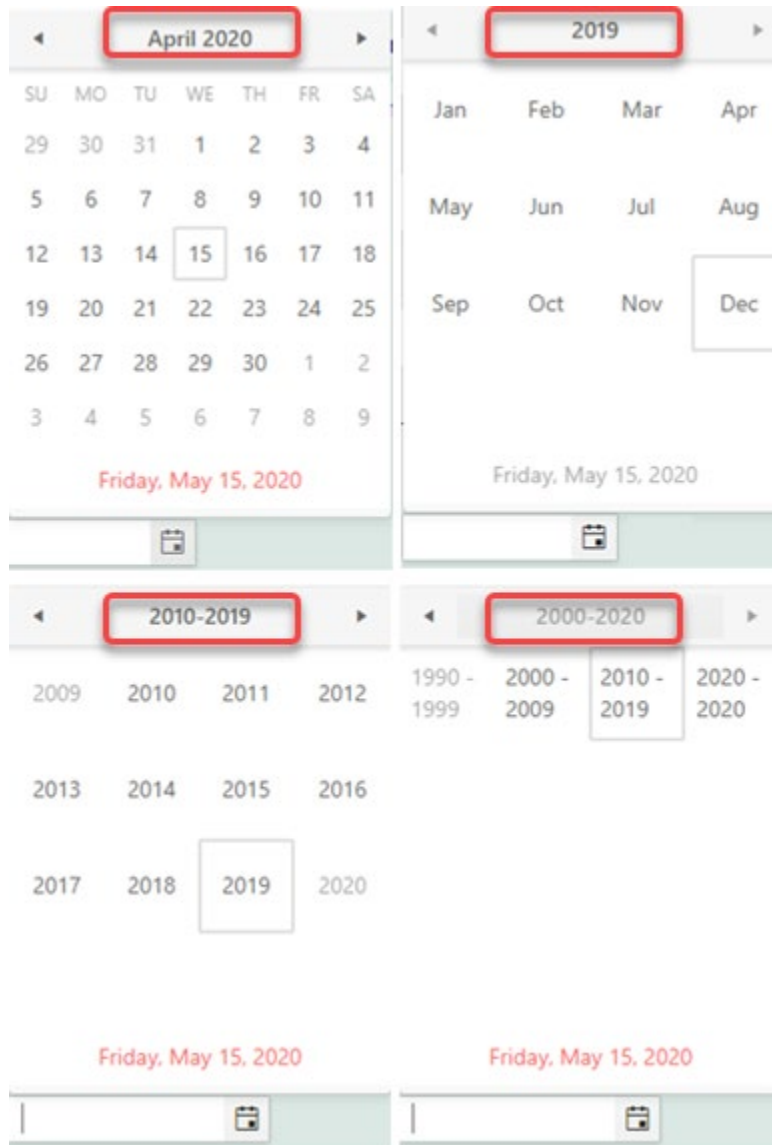 April 2020
SU MO TU WE TH FR SA
29 30 31 1 2 3 4
5 6 7 8 9 10 11
12 13 14 15 16 17 18
19 20 21 22 23 24 25
26 27 28 29 30 1 2
3 4 5 6 7 8 9
Friday, May 15, 2020
2019
Jan Feb Mar Apr
May Jun Jul Aug
Sep Oct Nov Dec
Friday, May 15, 2020
2010-2019
2009 2010 2011 2012
2013 2014 2015 2016
2017 2018 2019 2020
Friday, May 15, 2020
2000-2020
1990 - 2000 - 2010 - 2020 -
1999 2009 2019 2020
Friday, May 15, 2020